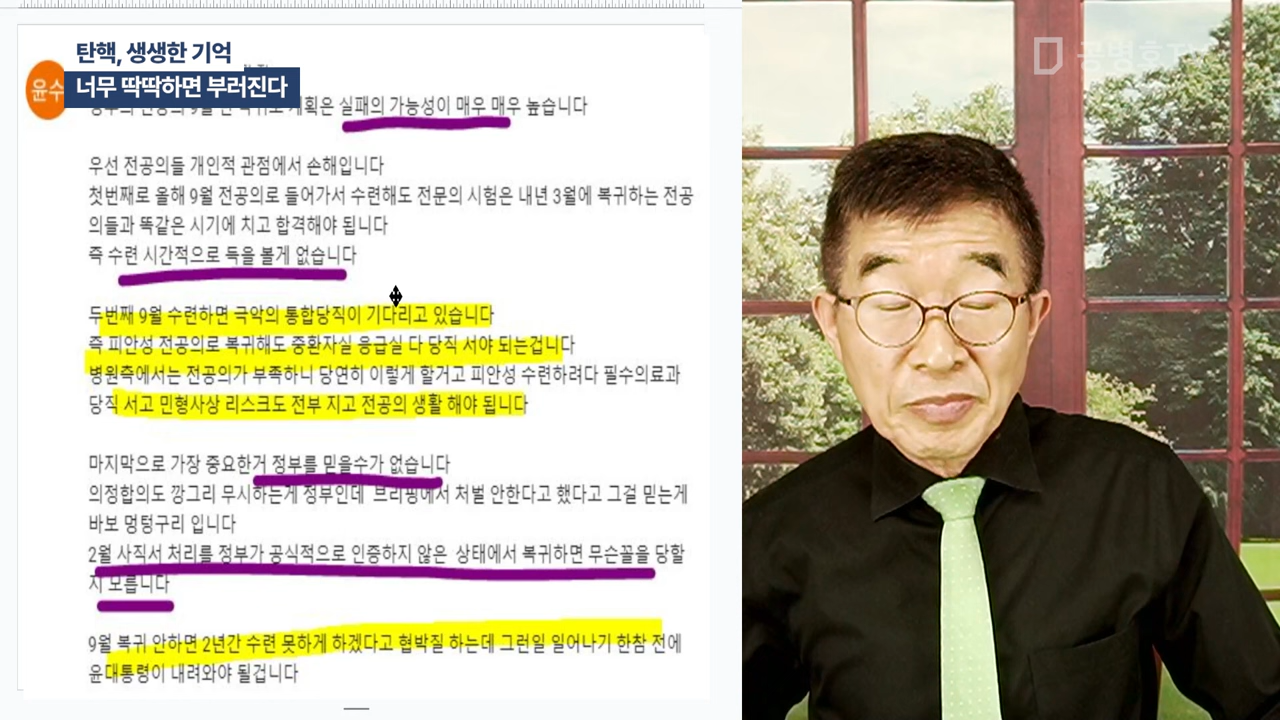 탄핵, 생생한 기억
너무 딱딱하면 부러진다
윤수
공병호TV
실패의 가능성이 매우 매우 높습니다
우선 전공의들 개인적 관점에서 손해입니다
첫번째로 올해 9월 전공의로 들어가서 수련해도 전문의 시험은 내년 3월에 복귀하는 전공
의들과 똑같은 시기에 치고 합격해야 됩니다
즉 수련 시간적으로 득을 볼게 없습니다
두번째 9월 수련하면 극악의 통합당직이 기다리고 있습니다
즉 피안성 전공의로 복귀해도 중환자실 응급실 다 당직 서야 되는겁니다
병원측에서는 전공의가 부족하니 당연히 이렇게 할거고 피안성 수련하려다 필수의료과
당직 서고 민형사상 리스크도 전부 지고 전공의 생활 해야 됩니다
마지막으로 가장 중요한거 정부를 믿을수가 없습니다
의정합의도 깡그리 무시하는게 정부인데 브리핑에서 처벌 안한다고 했다고 그걸 믿는게
바보 멍텅구리 입니다
2월 사직서 처리를 정부가 공식적으로 인증하지 않은 상태에서 복귀하면 무슨꼴을 당할
지 모릅니다
9월 복귀 안하면 2년간 수련 못하게 하겠다고 협박질 하는데 그런일 일어나기 한참 전에
윤대통령이 내려와야 될겁니다